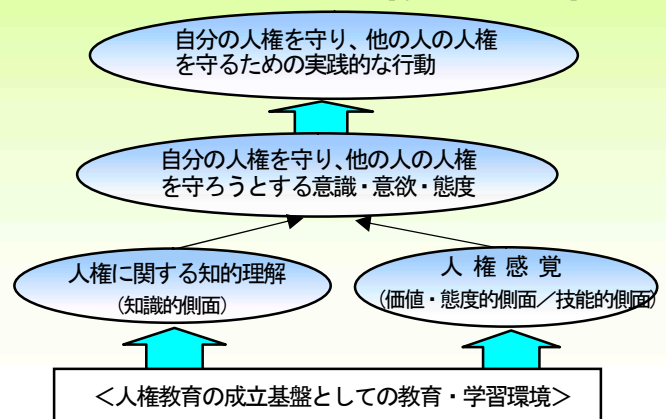 自分の人権を守り、他の人の人権
を守るための実践的な行動
自分の人権を守り、他の人の人権
を守ろうとする意識・意欲・態度
人権に関する知的理解
（知識的側面）
人 権 感 覚
（価値・態度的側面／技能的側面）
＜人権教育の成立基盤としての教育・学習環境＞